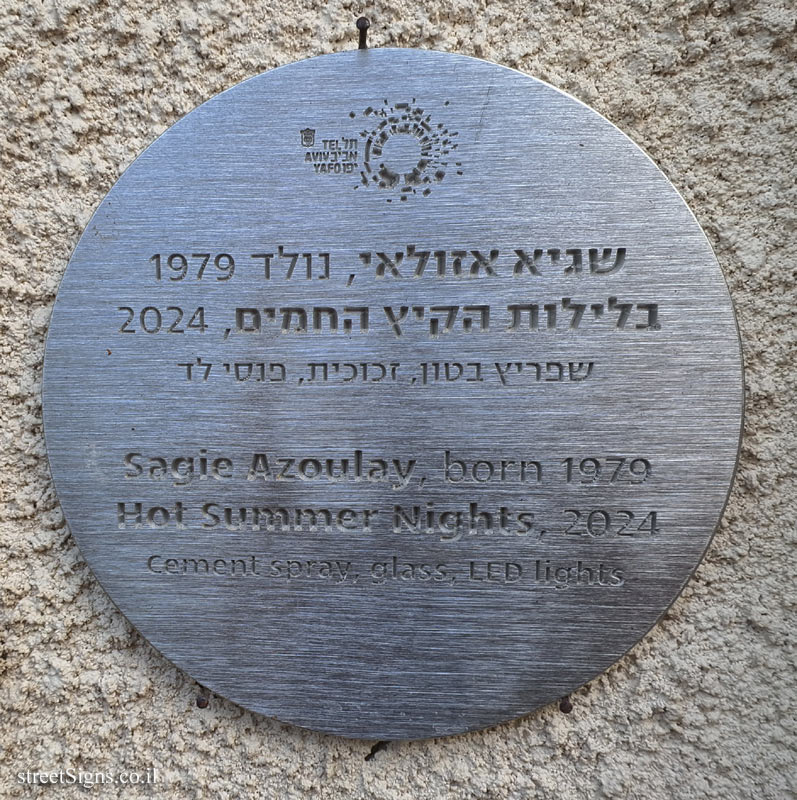 תל
TEL
אביב
AVIV
יפו
YAFO
שגיא אזולאי, נולד 1979
בלילות הקיץ החמים, 2024
שפריץ בטון, זכוכית, פנסי לד
Sagie Azoulay, born 1979
Hot Summer Nights, 2024
Cement spray, glass, LED lights
streetSigns.co.il